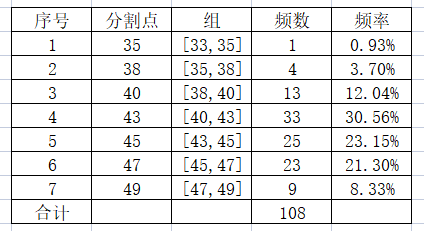 序号 分割点 组 频数 频率
1 35 [33,35] 1 0.93%
2 38 [35,38] 4 3.70%
3 40 [38,40] 13 12.04%
4 43 [40,43] 33 30.56%
5 45 [43,45] 25 23.15%
6 47 [45,47] 23 21.30%
7 49 [47,49] 9 8.33%
合计 108